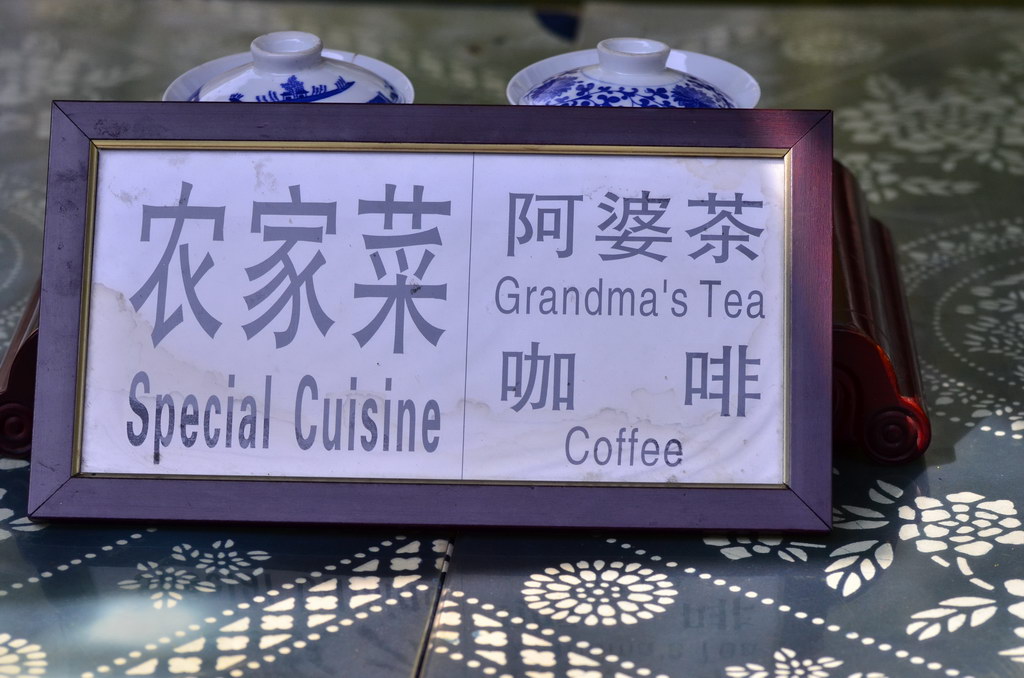 农家菜
Special Cuisine
阿婆茶
Grandma's Tea
咖 啡
Coffee